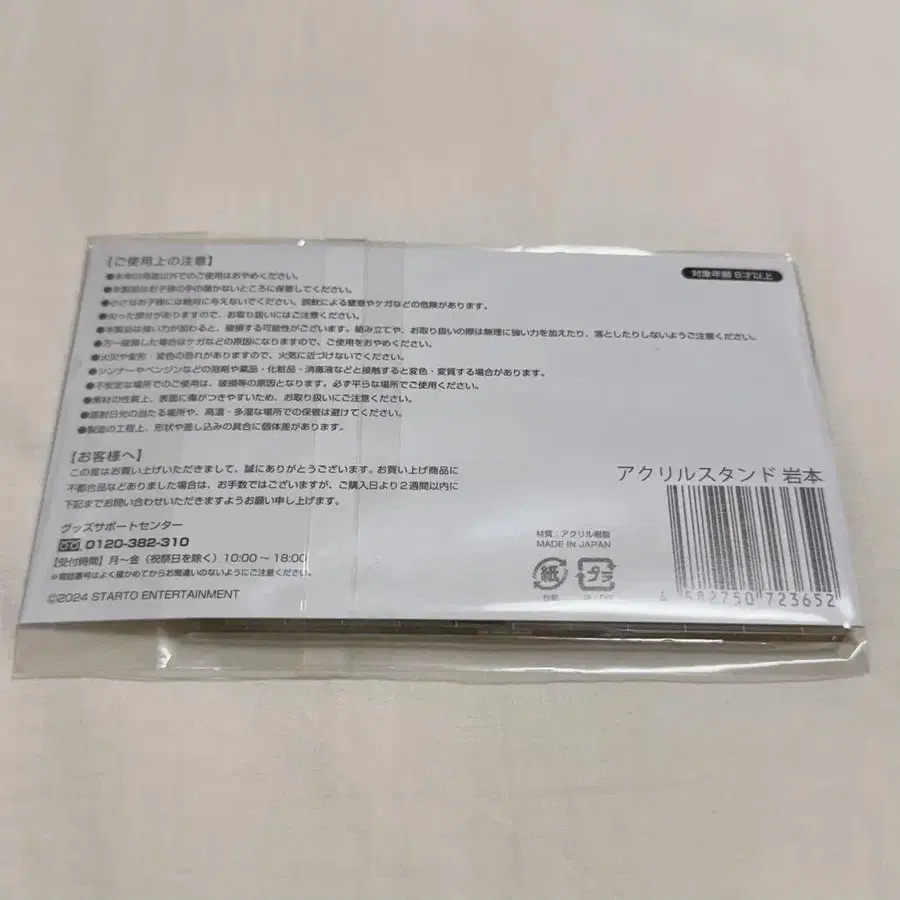 【ご使用上の注意】
対象年齢 8才以上
●本来の用途以外でのご使用はおやめください。
●本製品はお子様の手の届かないところに保管してください。
●小さなお子様には絶対に与えないでください。誤飲による窒息やケガなどの危険があります。
●尖った部分がありますので、お取り扱いにはご注意ください。
●本製品は強い力が加わると、破損する可能性がございます。組み立てや、お取り扱いの際は無理に強い力を加えたり、落としたりしないようご注意ください。
●万一破損した場合はケガなどの原因になりますので、ご使用をおやめください。
●火災や変形・変色の恐れがありますので、火気に近づけないでください。
●シンナーやベンジンなどの溶剤や薬品・化粧品・消毒液などと接触すると変色・変質する場合があります。
●不安定な場所でのご使用は、破損等の原因となります。必ず平らな場所でご使用ください。
●素材の性質上、表面に傷がつきやすいため、お取り扱いにご注意ください。
●直射日光の当たる場所や、高温・多湿な場所での保管は避けてください。
●製造の工程上、形状や差し込みの具合に個体差があります。
【お客様へ】
この度はお買い上げいただきまして、誠にありがとうございます。お買い上げ商品に
不都合品などありました場合は、お手数ではございますが、ご購入日より2週間以内に
下記までお問い合わせいただきますようお願い申し上げます。
グッズサポートセンター
0120-382-310
【受付時間】月～金（祝祭日を除く）10:00～18:00
※電話番号はよく確かめてからお間違いのないようにご注意ください。
©2024 STARTO ENTERTAINMENT
アクリルスタンド 岩本
材質：アクリル樹脂
MADE IN JAPAN
紙
プラ
台紙
4 582750 723652